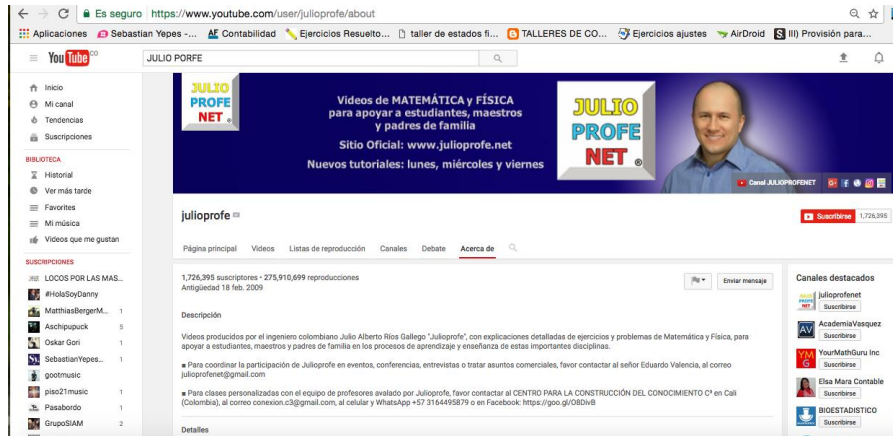 Es seguro https://www.youtube.com/user/julioprofe/about
Aplicaciones Sebastian Yepes -... Contabilidad Ejercicios Resuelto... taller de estados fi... TALLERES DE CO... Ejercicios ajustes AirDroid III) Provisión para...
YouTube CO JULIO PORFE
Inicio
Mi canal
Tendencias
Suscripciones
BIBLIOTECA
Historial
Ver más tarde
Favorites
Mi música
Videos que me gustan
SUSCRIPCIONES
LOCOS POR LAS MAS...
#HolaSoyDanny
MatthiasBergerM... 1
Aschipupuck 5
Oskar Gori 1
SebastianYepes... 1
gootmusic
piso21music 1
Pasabordo 1
GrupoSIAM 2
JULIO
PROFE
NET ®
Videos de MATEMÁTICA y FÍSICA
para apoyar a estudiantes, maestros
y padres de familia
Sitio Oficial: www.julioprofe.net
Nuevos tutoriales: lunes, miércoles y viernes
JULIO
PROFE
NET ®
Canal JULIOPROFENET
julioprofe
Suscribirse 1,726,395
Página principal Videos Listas de reproducción Canales Debate Acerca de
1,726,395 suscriptores • 275,910,699 reproducciones
Antigüedad 18 feb. 2009
Enviar mensaje
Descripción
Videos producidos por el ingeniero colombiano Julio Alberto Ríos Gallego "Julioprofe", con explicaciones detalladas de ejercicios y problemas de Matemática y Física, para
apoyar a estudiantes, maestros y padres de familia en los procesos de aprendizaje y enseñanza de estas importantes disciplinas.
■ Para coordinar la participación de Julioprofe en eventos, conferencias, entrevistas o tratar asuntos comerciales, favor contactar al señor Eduardo Valencia, al correo
julioprofenet@gmail.com
■ Para clases personalizadas con el equipo de profesores avalado por Julioprofe, favor contactar al CENTRO PARA LA CONSTRUCCIÓN DEL CONOCIMIENTO C³ en Cali
(Colombia), al correo conexion.c3@gmail.com, al celular y WhatsApp +57 3164495879 o en Facebook: https://goo.gl/O8DivB
Detalles
Canales destacados
julioprofenet
Suscribirse
AV
AcademiaVasquez
Suscribirse
YM
G
YourMathGuru Inc
Suscribirse
Elsa Mara Contable
Suscribirse
BIOESTADISTICO
Suscribirse